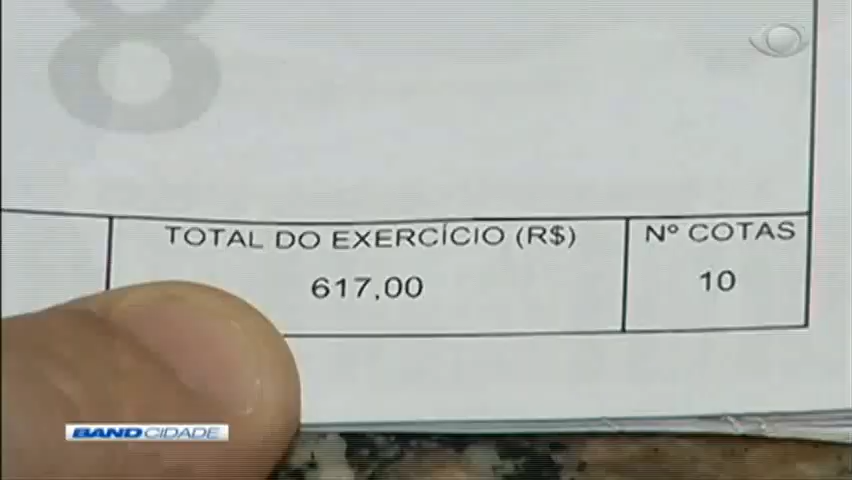 8
TOTAL DO EXERCÍCIO (R$)
Nº COTAS
617,00
10
BAND CIDADE